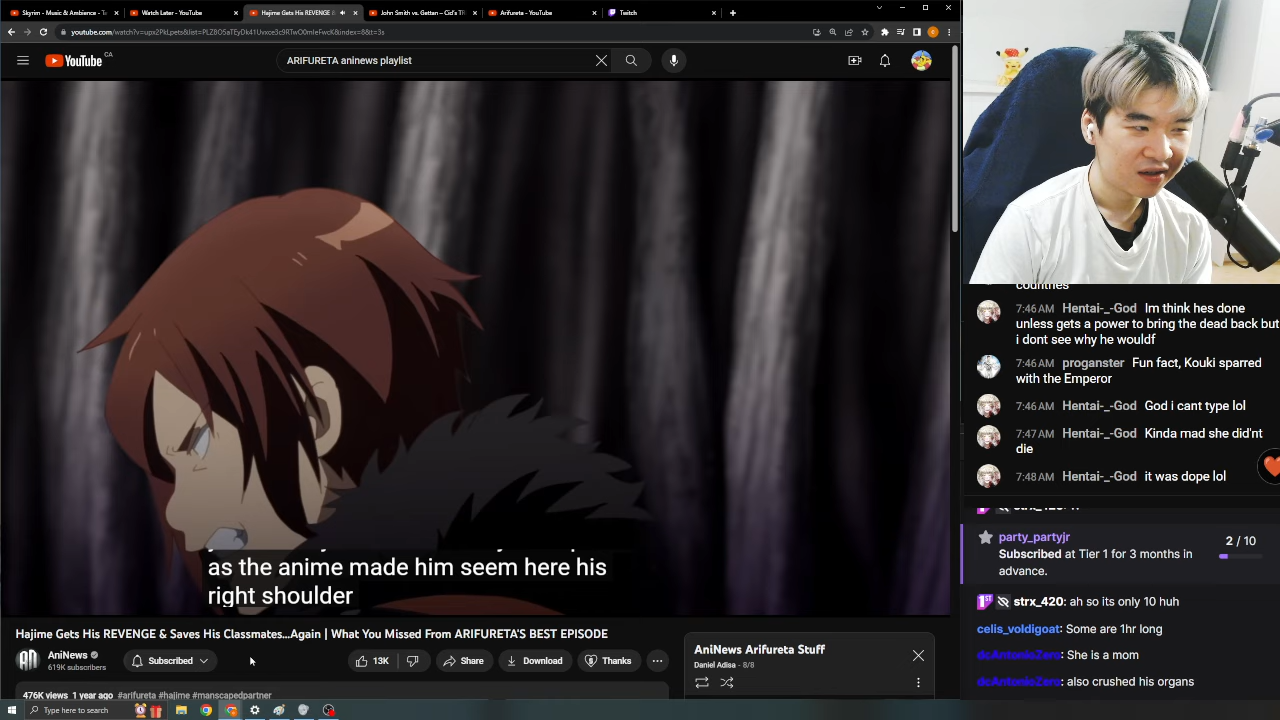 Skyrim - Music & Ambience - T
Watch Later - YouTube
Hajime Gets His REVENGE &
John Smith vs. Gettan – Cid's T
Arifureta - YouTube
Twitch
youtube.com/watch?v=upx2PkLpets&list=PLZ8OSaTEyDk41Uvxce3c9RTwO0mIeFwcK&index=8&t=3s
YouTube CA
ARIFURETA aninews playlist
as the anime made him seem here his
right shoulder
Hajime Gets His REVENGE & Saves His Classmates...Again | What You Missed From ARIFURETA'S BEST EPISODE
AN
AniNews
619K subscribers
Subscribed
13K
Share
Download
Thanks
476K views 1 year ago #arifureta #hajime #manscapedpartner
AniNews Arifureta Stuff
Daniel Adisa - 8/8
countries
7:46 AM Hentai-_-God Im think hes done
unless gets a power to bring the dead back but
i dont see why he wouldf
7:46 AM proganster Fun fact, Kouki sparred
with the Emperor
7:46 AM Hentai-_-God God i cant type lol
7:47 AM Hentai-_-God Kinda mad she did'nt
die
7:48 AM Hentai-_-God it was dope lol
party_partyjr
Subscribed at Tier 1 for 3 months in
advance.
2 / 10
1ST strx_420: ah so its only 10 huh
celis_voldigoat: Some are 1hr long
dcAntonioZero: She is a mom
dcAntonioZero: also crushed his organs
Type here to search